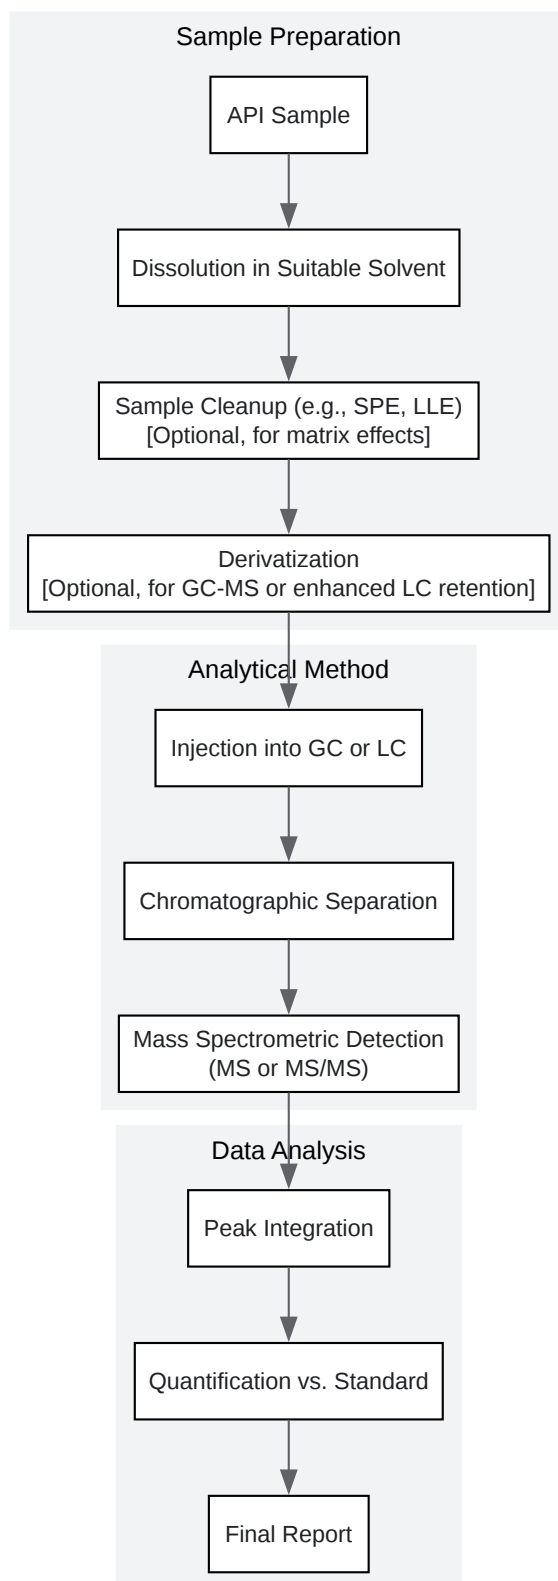 Sample Preparation
API Sample
Dissolution in Suitable Solvent
Sample Cleanup (e.g., SPE, LLE)
[Optional, for matrix effects]
Derivatization
[Optional, for GC-MS or enhanced LC retention]
Analytical Method
Injection into GC or LC
Chromatographic Separation
Mass Spectrometric Detection
(MS or MS/MS)
Data Analysis
Peak Integration
Quantification vs. Standard
Final Report